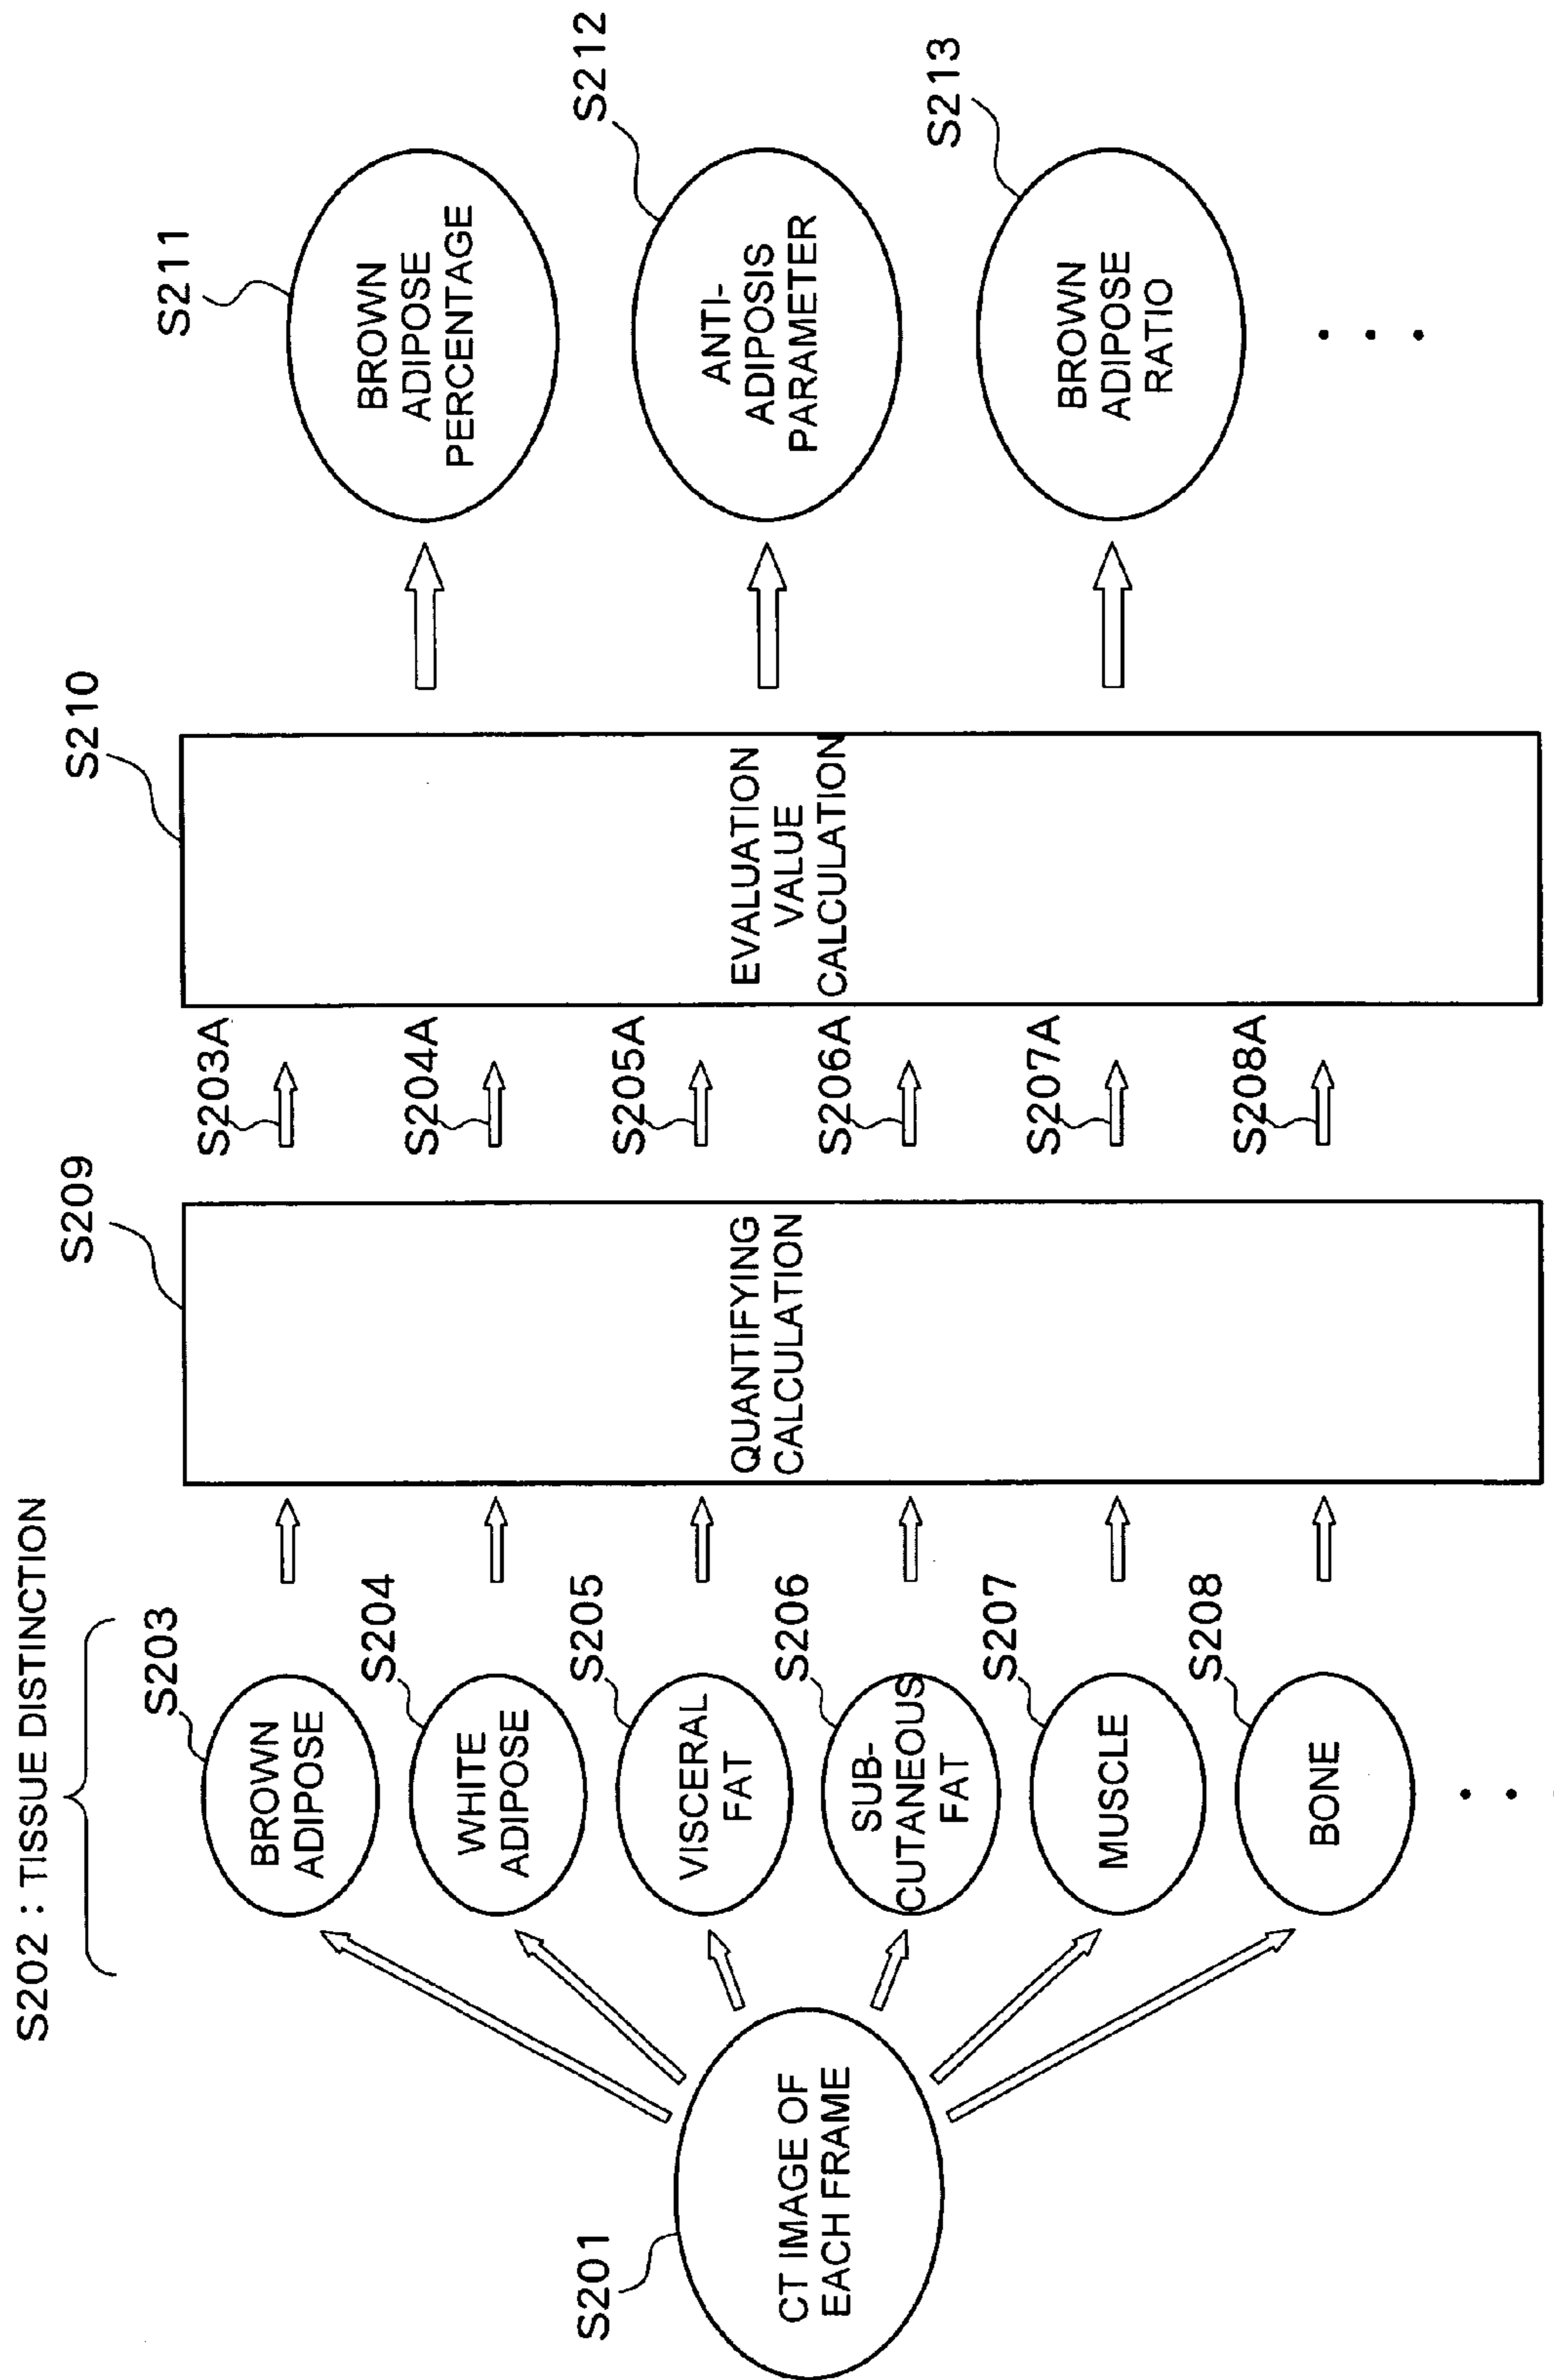 S202 : TISSUE DISTINCTION
S201
CT IMAGE OF
EACH FRAME
S203
BROWN
ADIPOSE
S204
WHITE
ADIPOSE
S205
VISCERAL
FAT
S206
SUB-
CUTANEOUS
FAT
S207
MUSCLE
S208
BONE
S209
QUANTIFYING
CALCULATION
S203A
S204A
S205A
S206A
S207A
S208A
S210
EVALUATION
VALUE
CALCULATION
S211
BROWN
ADIPOSE
PERCENTAGE
S212
ANTI-
ADIPOSIS
PARAMETER
S213
BROWN
ADIPOSE
RATIO